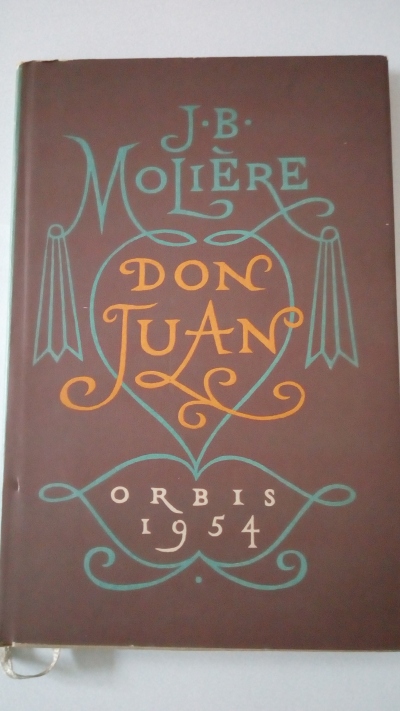 J·B·
MOLIÈRE
DON
JUAN
ORBIS
1954